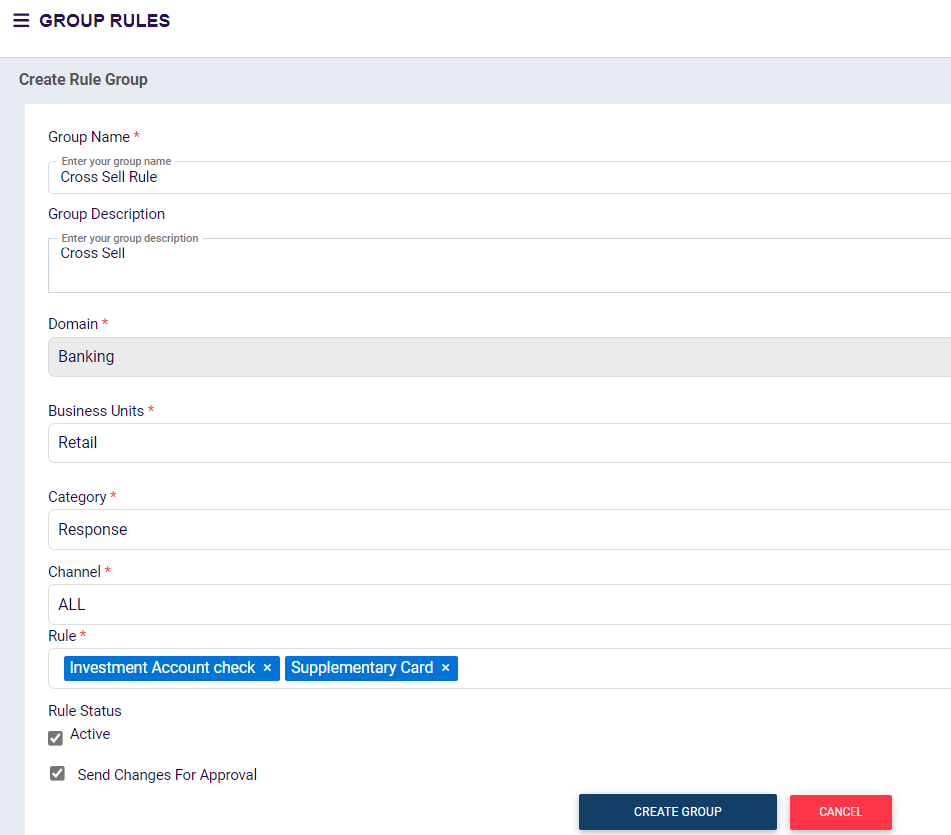 GROUP RULES
Create Rule Group
Group Name *
Enter your group name
Cross Sell Rule
Group Description
Enter your group description
Cross Sell
Domain *
Banking
Business Units *
Retail
Category *
Response
Channel *
ALL
Rule *
Investment Account check × Supplementary Card ×
Rule Status
Active
Send Changes For Approval
CREATE GROUP CANCEL